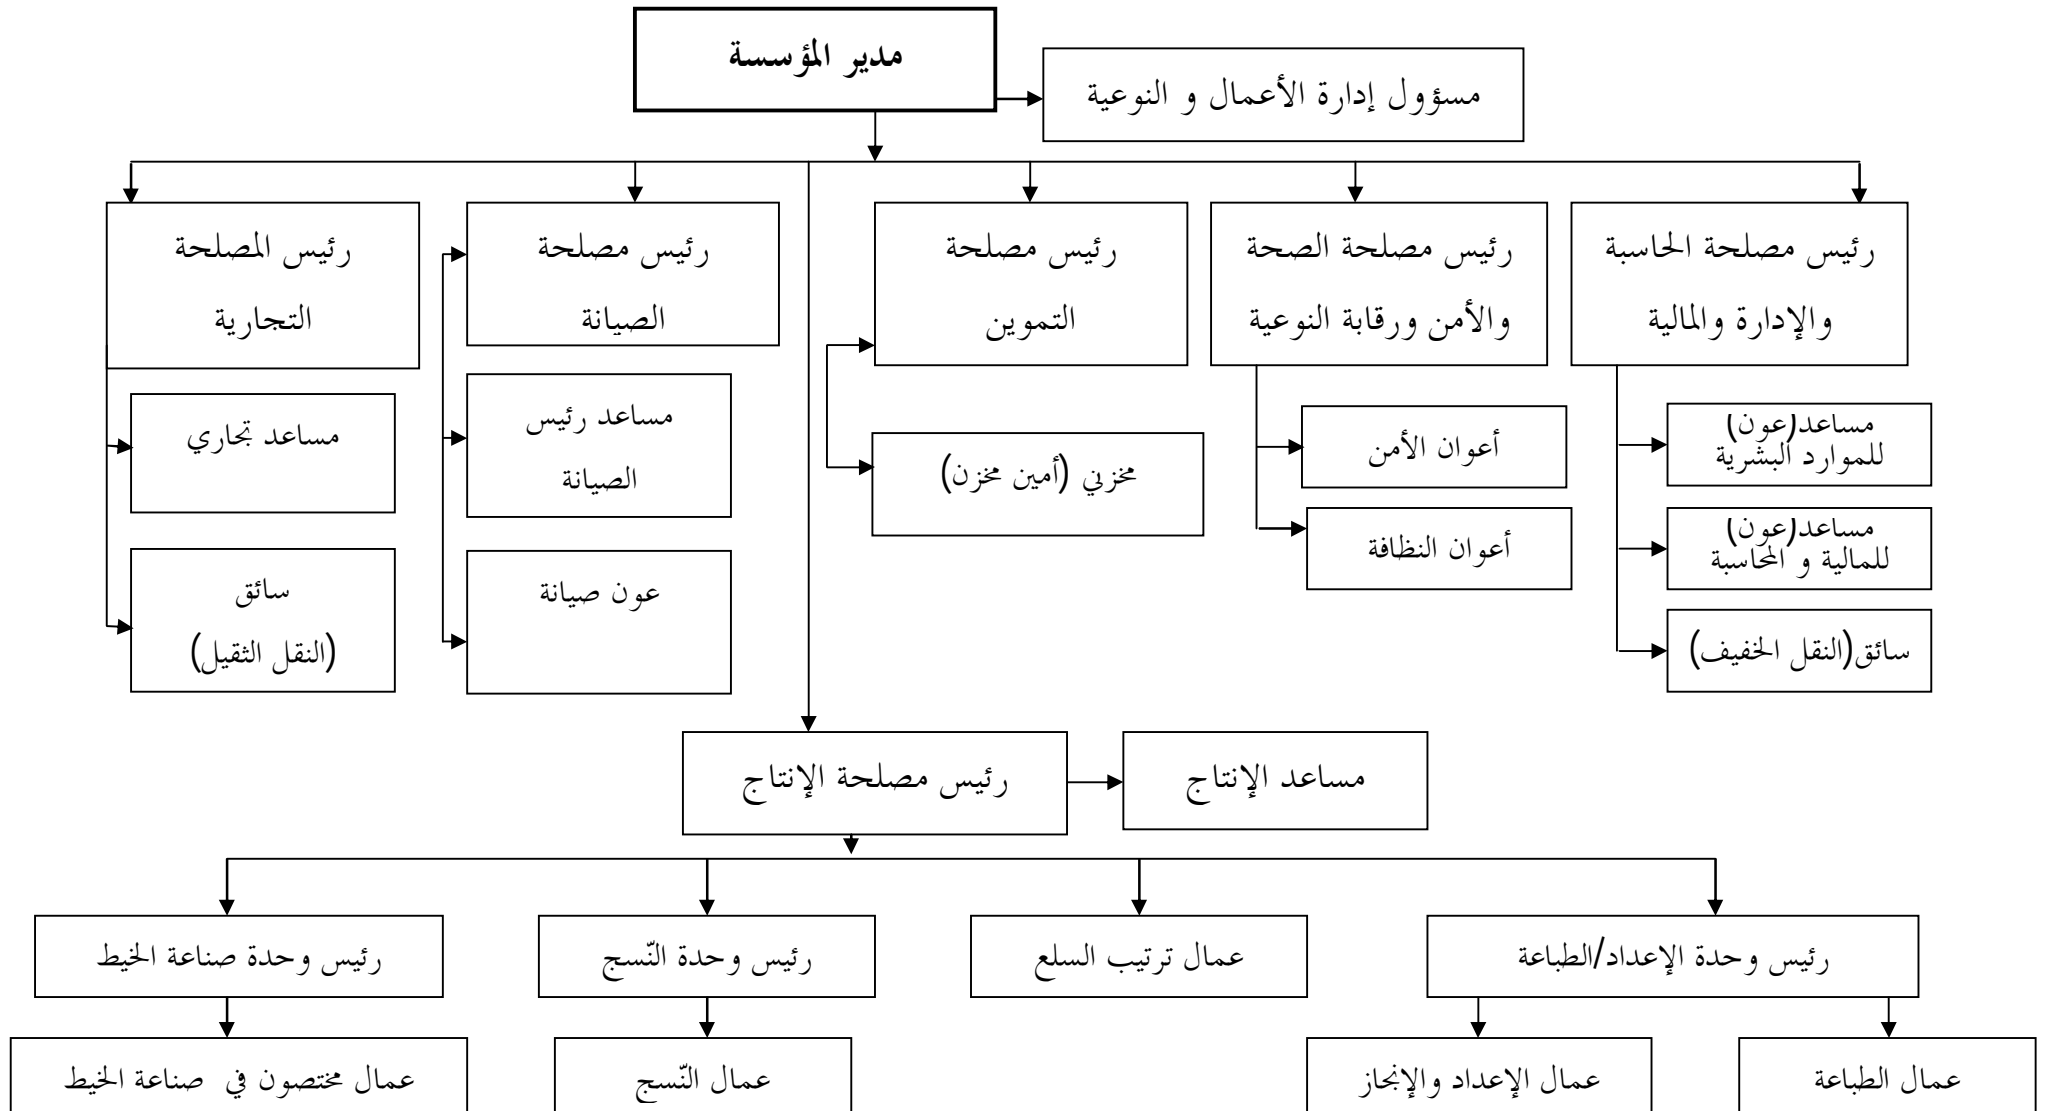 مدير المؤسسة
مسؤول إدارة الأعمال و النوعية
رئيس مصلحة الحاسبة
والإدارة والمالية
رئيس مصلحة الصحة
والأمن ورقابة النوعية
رئيس مصلحة
التموين
رئيس مصلحة
الصيانة
رئيس المصلحة
التجارية
مساعد(عون)
للموارد البشرية
مساعد(عون)
للمالية و المحاسبة
سائق(النقل الخفيف)
أعوان الأمن
أعوان النظافة
مخزني (أمين مخزن)
مساعد رئيس
الصيانة
عون صيانة
مساعد تجاري
سائق
(النقل الثقيل)
رئيس مصلحة الإنتاج
مساعد الإنتاج
رئيس وحدة الإعداد/الطباعة
عمال ترتيب السلع
رئيس وحدة النّسج
رئيس وحدة صناعة الخيط
عمال الطباعة
عمال الإعداد والإنجاز
عمال النّسج
عمال مختصون في صناعة الخيط